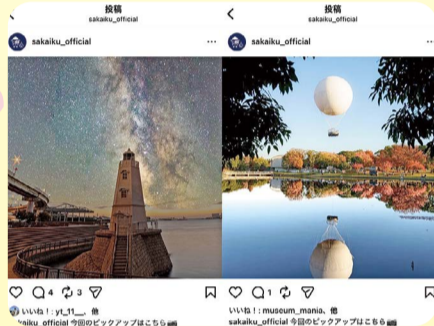 投稿
sakaiku_official
sakaiku_official
4 3
いいね！: yt_11__、他
kaiku_official 今回のピックアップはこちら📷
投稿
sakaiku_official
sakaiku_official
1
いいね！: museum_mania、他
sakaiku_official 今回のピックアップはこちら📷